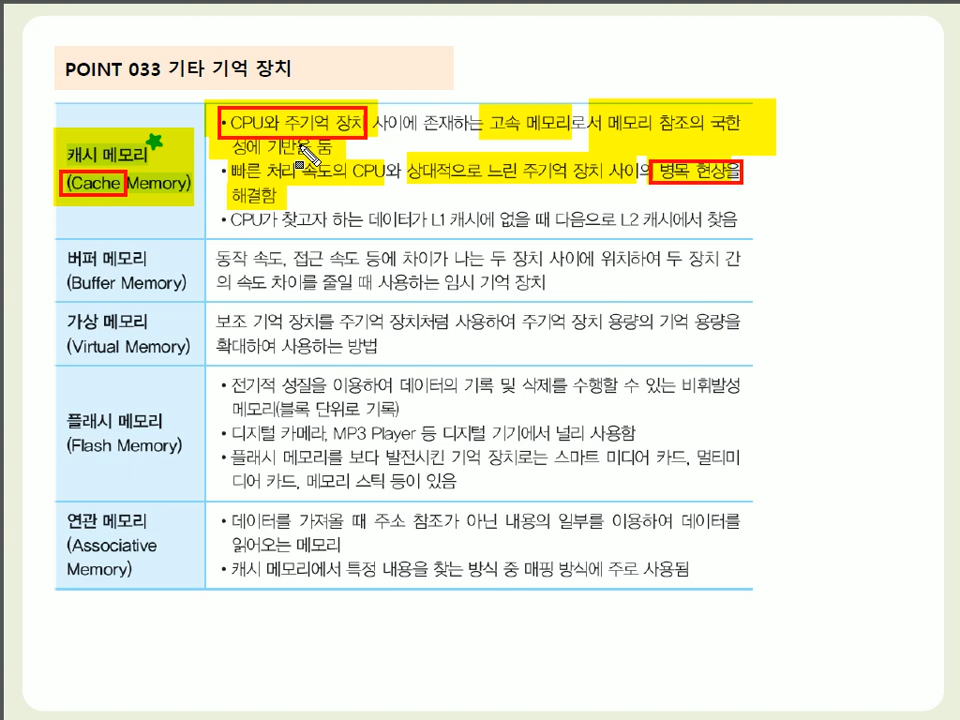 POINT 033 기타 기억 장치
캐시 메모리
(Cache Memory)
• CPU와 주기억 장치 사이에 존재하는 고속 메모리로서 메모리 참조의 국한
성에 기반을 둠
• 빠른 처리 속도의 CPU와 상대적으로 느린 주기억 장치 사이의 병목 현상을
해결함
• CPU가 찾고자 하는 데이터가 L1 캐시에 없을 때 다음으로 L2 캐시에서 찾음
버퍼 메모리
(Buffer Memory)
동작 속도, 접근 속도 등에 차이가 나는 두 장치 사이에 위치하여 두 장치 간
의 속도 차이를 줄일 때 사용하는 임시 기억 장치
가상 메모리
(Virtual Memory)
보조 기억 장치를 주기억 장치처럼 사용하여 주기억 장치 용량의 기억 용량을
확대하여 사용하는 방법
플래시 메모리
(Flash Memory)
• 전기적 성질을 이용하여 데이터의 기록 및 삭제를 수행할 수 있는 비휘발성
메모리(블록 단위로 기록)
• 디지털 카메라, MP3 Player 등 디지털 기기에서 널리 사용함
• 플래시 메모리를 보다 발전시킨 기억 장치로는 스마트 미디어 카드, 멀티미
디어 카드, 메모리 스틱 등이 있음
연관 메모리
(Associative
Memory)
• 데이터를 가져올 때 주소 참조가 아닌 내용의 일부를 이용하여 데이터를
읽어오는 메모리
• 캐시 메모리에서 특정 내용을 찾는 방식 중 매핑 방식에 주로 사용됨